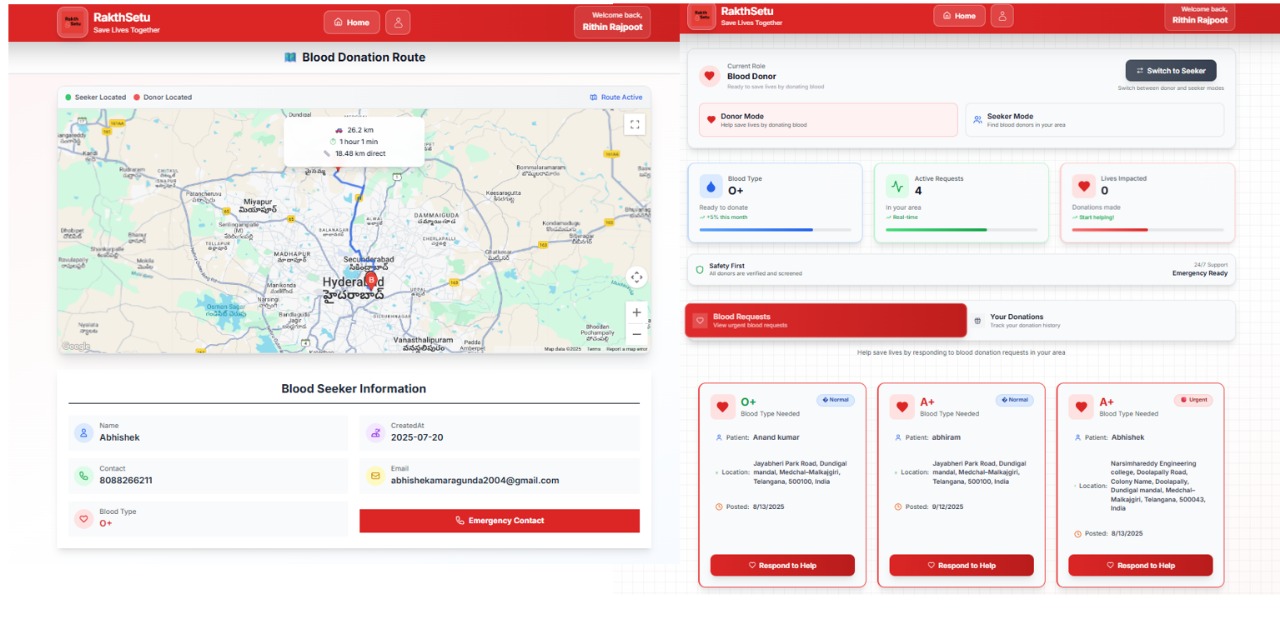 RakthSetu
Save Lives Together
Home
Welcome back,
Rithin Rajpoot
Blood Donation Route
Seeker Located
Donor Located
Route Active
26.2 km
1 hour 1 min
18.48 km direct
Dundigal
Bommalaramaram
Patancheruvu
Miyapur
మియాపూర్
Keesaragutta
DAMMAIGUDA
BALANAGAR
ALWAL
CHERLAPALLI
MADHAPUR
Secunderabad
Hyderabad
హైదరాబాద్
B
Manikonda
Narsingi
Bandlaguda Jagir
UPPAL
Ghatkesar
Vanasthalipuram
Pedda Amberpet
Bhoodan Pochampally
Google
Map data ©2025
Terms
Report a map error
Blood Seeker Information
Name
Abhishek
CreatedAt
2025-07-20
Contact
8088266211
Email
abhishekamaragunda2004@gmail.com
Blood Type
O+
Emergency Contact
RakthSetu
Save Lives Together
Home
Welcome back,
Rithin Rajpoot
Current Role
Blood Donor
Ready to save lives by donating blood
Switch to Seeker
Switch between donor and seeker modes
Donor Mode
Help save lives by donating blood
Seeker Mode
Find blood donors in your area
Blood Type
O+
Ready to donate
+5% this month
Active Requests
4
In your area
Real-time
Lives Impacted
0
Donations made
Start helping!
Safety First
All donors are verified and screened
24/7 Support
Emergency Ready
Blood Requests
View urgent blood requests
Your Donations
Track your donation history
Help save lives by responding to blood donation requests in your area
O+
Blood Type Needed
Normal
Patient: Anand kumar
Location: Jayabheri Park Road, Dundigal
mandal, Medchal–Malkajgiri,
Telangana, 500100, India
Posted: 8/13/2025
Respond to Help
A+
Blood Type Needed
Normal
Patient: abhiram
Location: Jayabheri Park Road, Dundigal
mandal, Medchal–Malkajgiri,
Telangana, 500100, India
Posted: 9/12/2025
Respond to Help
A+
Blood Type Needed
Urgent
Patient: Abhishek
Location: Narsimhareddy Engineering
college, Doolapally Road,
Colony Name, Doolapally,
Dundigal mandal, Medchal–
Malkajgiri, Telangana, 500043,
India
Posted: 8/13/2025
Respond to Help